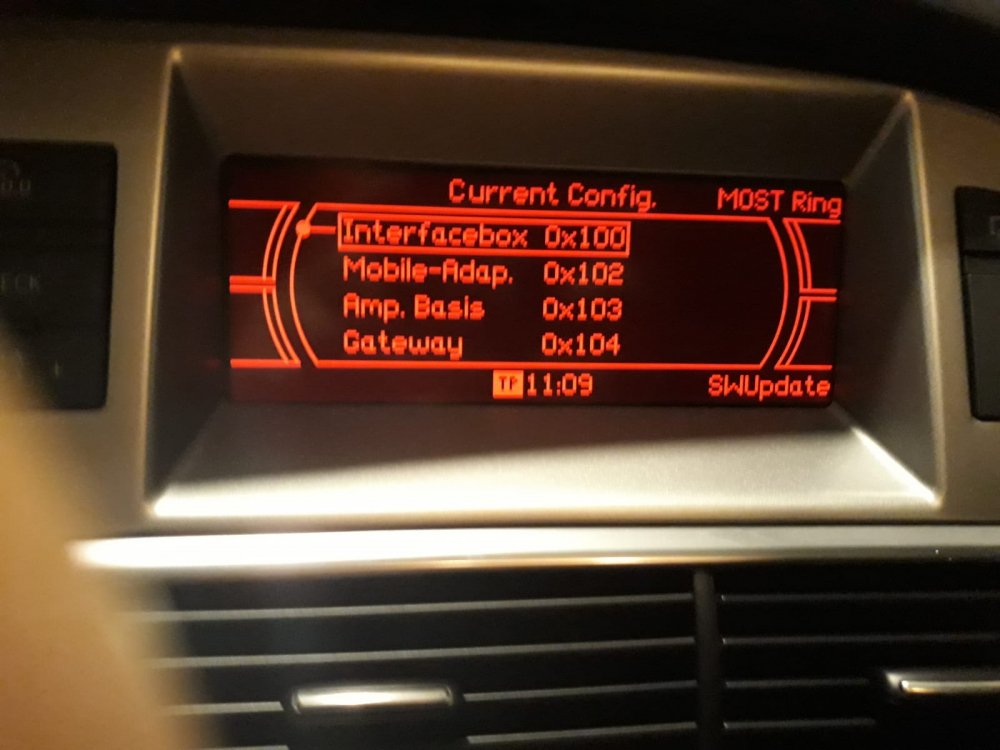 Current Config. MOST Ring
Interfacebox 0x100
Mobile-Adap. 0x102
Amp. Basis 0x103
Gateway 0x104
TP 11:09 SWUpdate